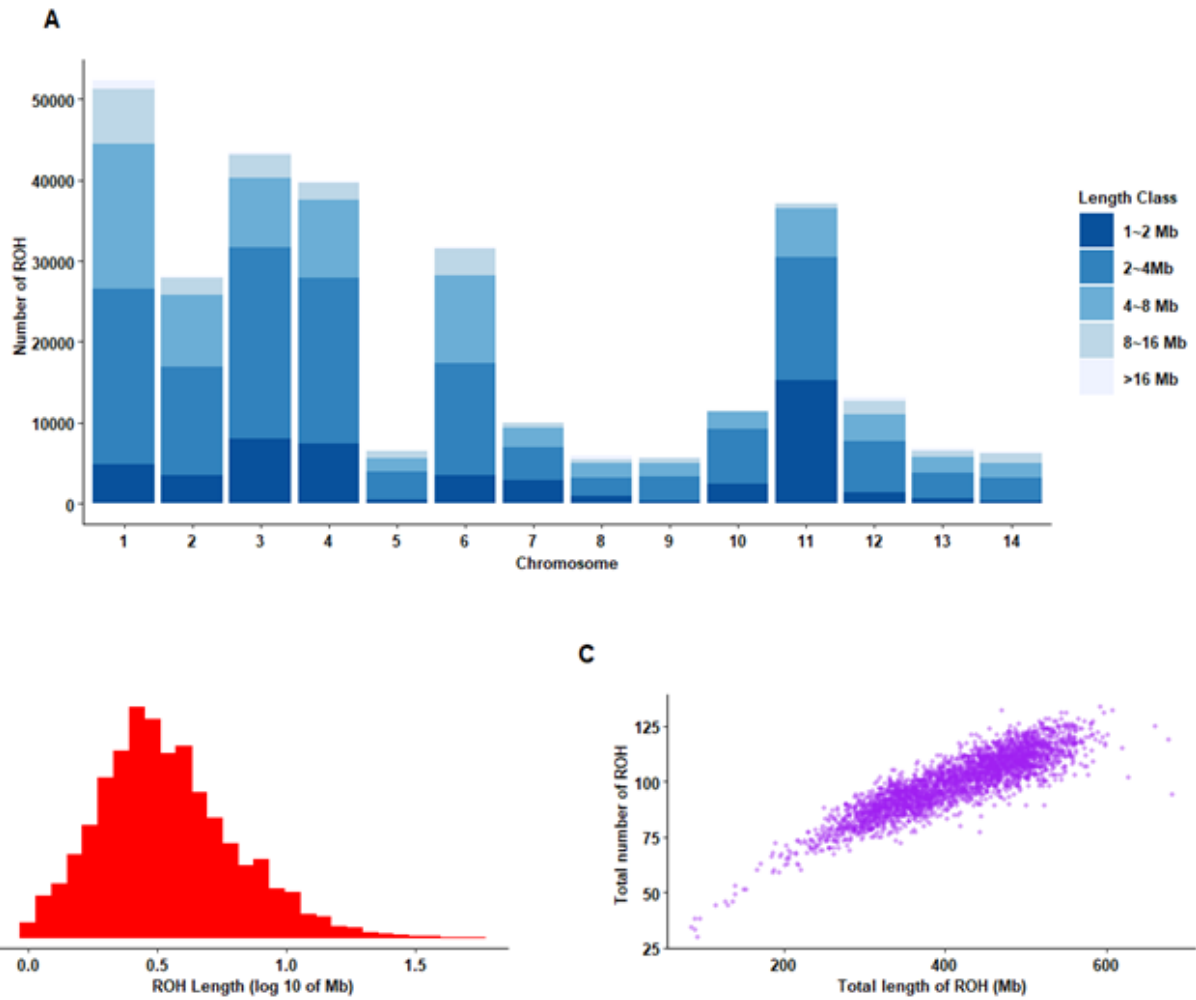 A
Number of ROH
50000
40000
30000
20000
10000
0
1 2 3 4 5 6 7 8 9 10 11 12 13 14
Chromosome
Length Class
1~2 Mb
2~4Mb
4~8 Mb
8~16 Mb
>16 Mb
0.0 0.5 1.0 1.5
ROH Length (log 10 of Mb)
C
Total number of ROH
125
100
75
50
25
200 400 600
Total length of ROH (Mb)